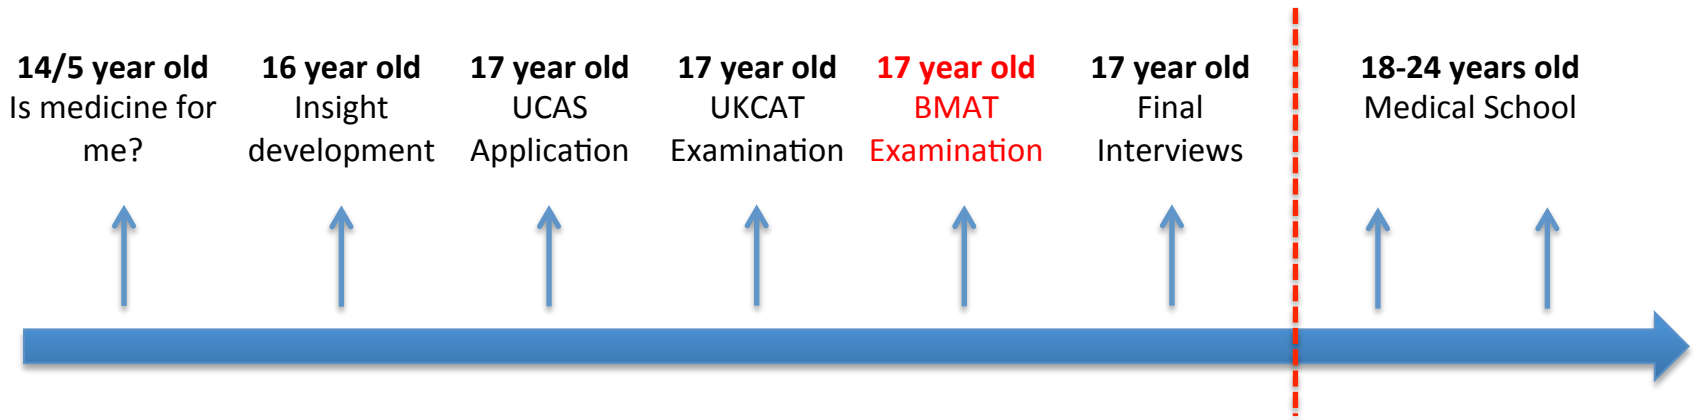 14/5 year old
Is medicine for
me?
16 year old
Insight
development
17 year old
UCAS
Application
17 year old
UKCAT
Examination
17 year old
BMAT
Examination
17 year old
Final
Interviews
18-24 years old
Medical School